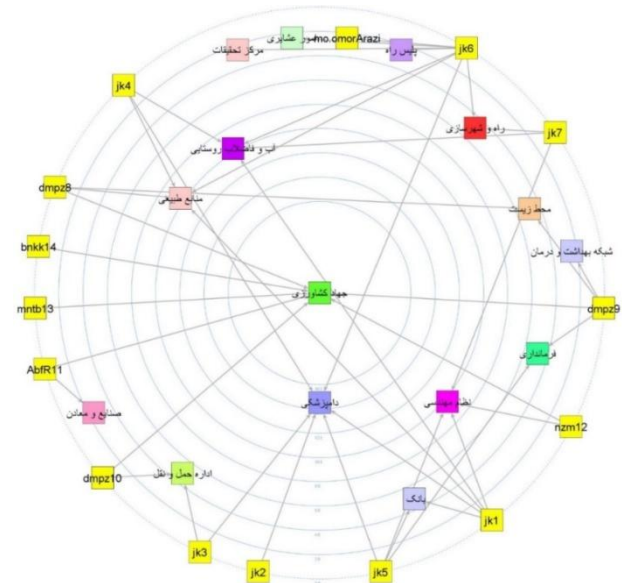 مرکز تحقیقات
امور عشایری
mo.omorArazi
پلیس راه
jk6
jk4
راه و شهرسازی
jk7
آب و فاضلاب روستایی
dmpz8
منابع طبیعی
محط زیست
bnkk14
شبکه بهداشت و درمان
جهاد کشاورزی
mntb13
dmpz9
فرمانداری
AbfR11
صنایع و معادن
دامپزشکی
نظام مهندسی
nzm12
dmpz10
اداره حمل و نقل
بانک
jk1
jk3
jk2
jk5